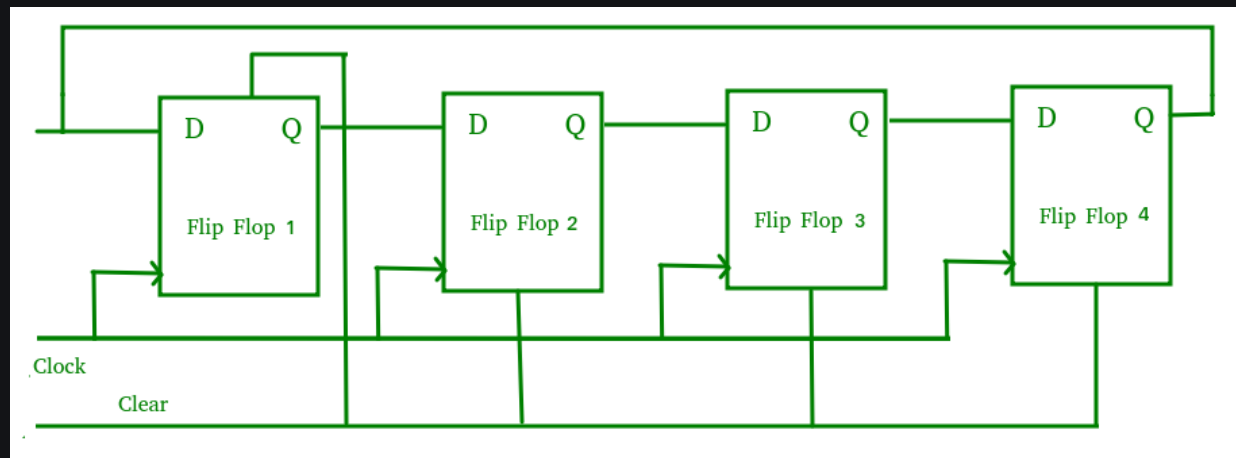 D Q
Flip Flop 1
D Q
Flip Flop 2
D Q
Flip Flop 3
D Q
Flip Flop 4
Clock
Clear